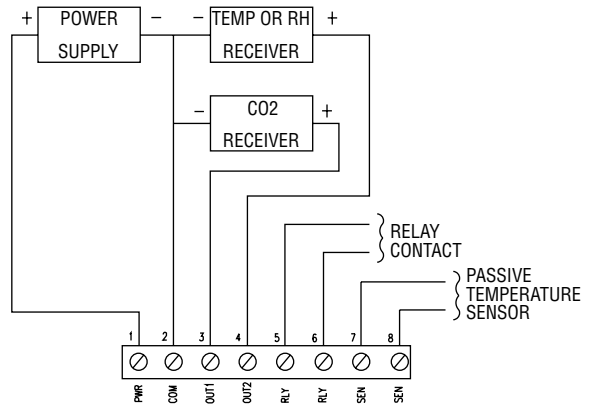 + POWER SUPPLY −
− TEMP OR RH RECEIVER +
− CO2 RECEIVER +
RELAY
CONTACT
PASSIVE
TEMPERATURE
SENSOR
1 2 3 4 5 6 7 8
PWR COM OUT1 OUT2 RLY RLY SEN SEN